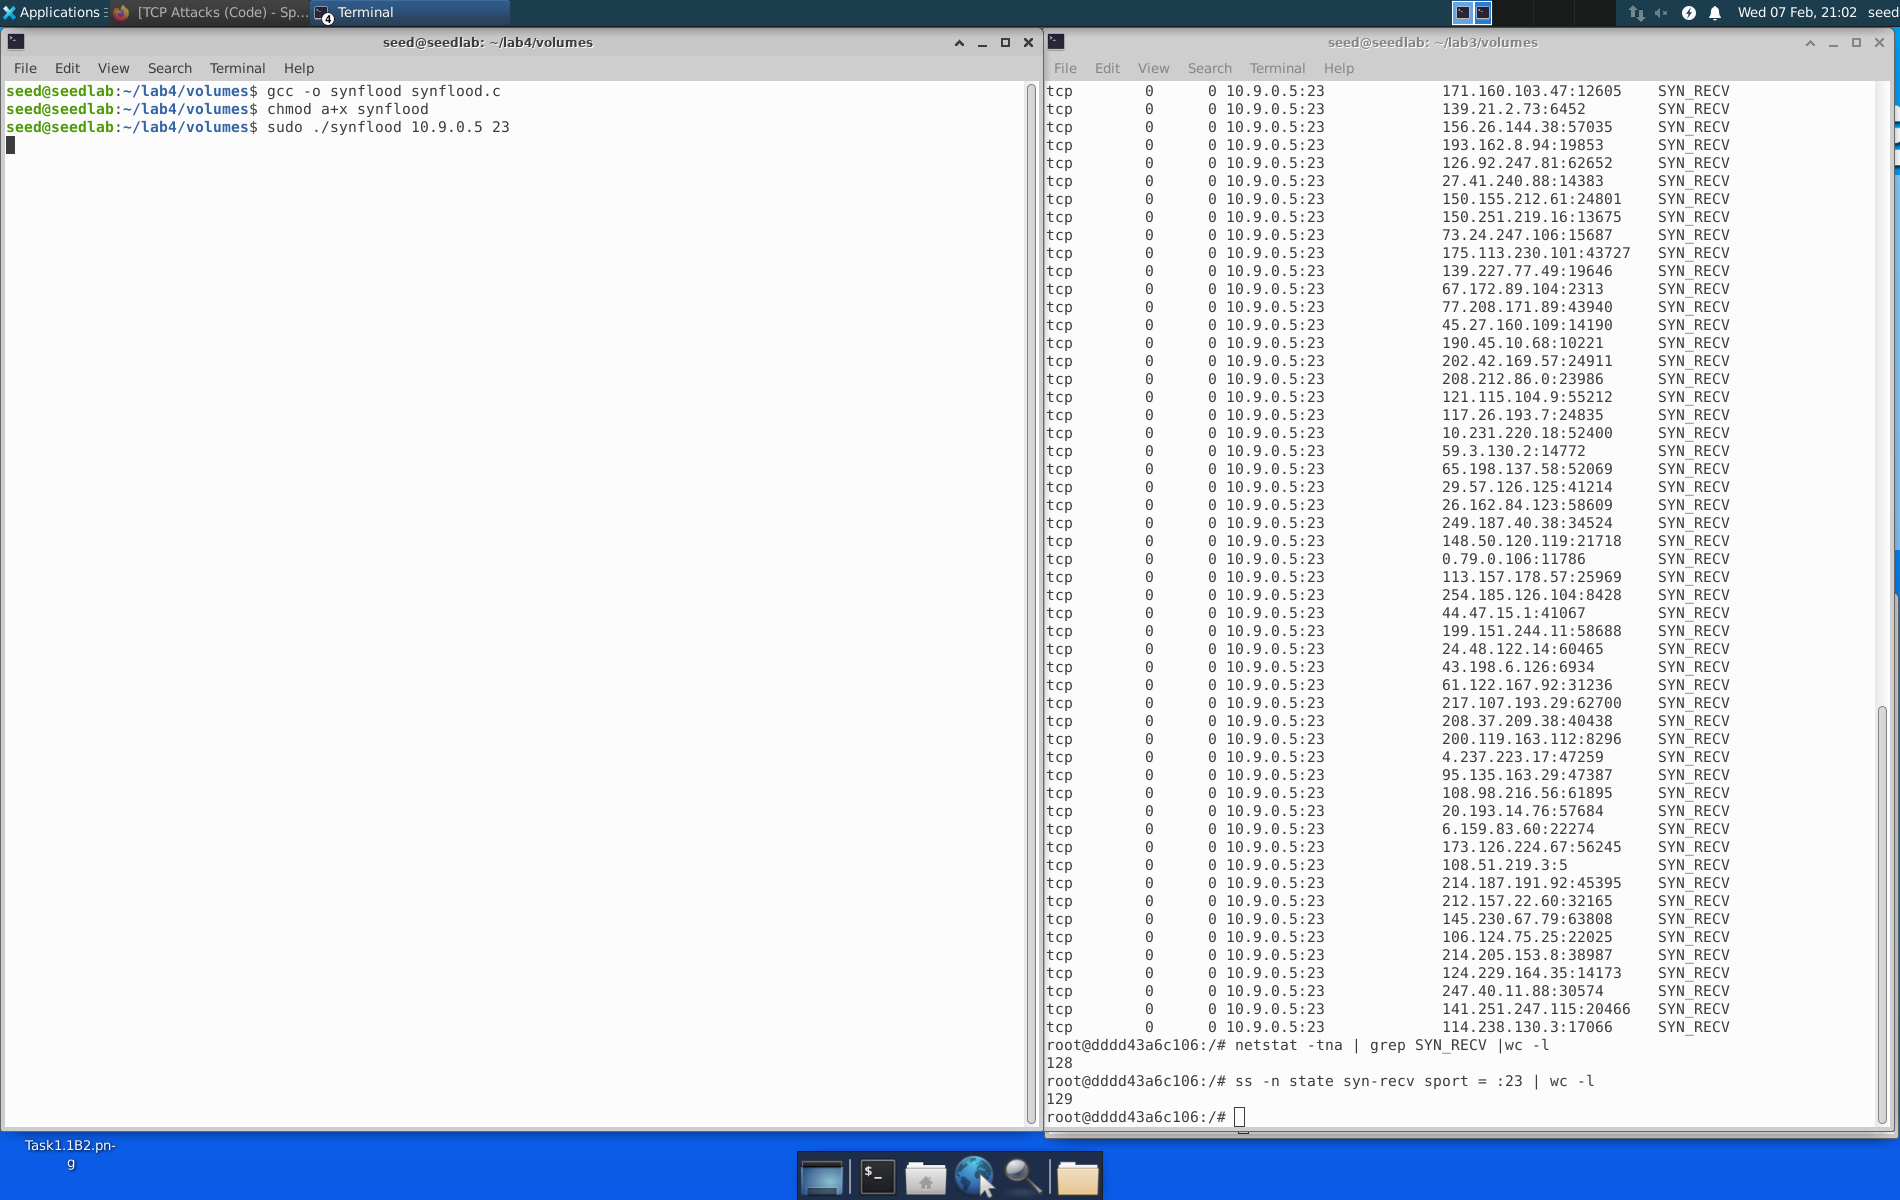 Applications
[TCP Attacks (Code) - Sp...
4
Terminal
Wed 07 Feb, 21:02
seed
seed@seedlab: ~/lab4/volumes
File Edit View Search Terminal Help
seed@seedlab:~/lab4/volumes$ gcc -o synflood synflood.c
seed@seedlab:~/lab4/volumes$ chmod a+x synflood
seed@seedlab:~/lab4/volumes$ sudo ./synflood 10.9.0.5 23
seed@seedlab: ~/lab3/volumes
File Edit View Search Terminal Help
tcp 0 0 10.9.0.5:23 171.160.103.47:12605 SYN_RECV
tcp 0 0 10.9.0.5:23 139.21.2.73:6452 SYN_RECV
tcp 0 0 10.9.0.5:23 156.26.144.38:57035 SYN_RECV
tcp 0 0 10.9.0.5:23 193.162.8.94:19853 SYN_RECV
tcp 0 0 10.9.0.5:23 126.92.247.81:62652 SYN_RECV
tcp 0 0 10.9.0.5:23 27.41.240.88:14383 SYN_RECV
tcp 0 0 10.9.0.5:23 150.155.212.61:24801 SYN_RECV
tcp 0 0 10.9.0.5:23 150.251.219.16:13675 SYN_RECV
tcp 0 0 10.9.0.5:23 73.24.247.106:15687 SYN_RECV
tcp 0 0 10.9.0.5:23 175.113.230.101:43727 SYN_RECV
tcp 0 0 10.9.0.5:23 139.227.77.49:19646 SYN_RECV
tcp 0 0 10.9.0.5:23 67.172.89.104:2313 SYN_RECV
tcp 0 0 10.9.0.5:23 77.208.171.89:43940 SYN_RECV
tcp 0 0 10.9.0.5:23 45.27.160.109:14190 SYN_RECV
tcp 0 0 10.9.0.5:23 190.45.10.68:10221 SYN_RECV
tcp 0 0 10.9.0.5:23 202.42.169.57:24911 SYN_RECV
tcp 0 0 10.9.0.5:23 208.212.86.0:23986 SYN_RECV
tcp 0 0 10.9.0.5:23 121.115.104.9:55212 SYN_RECV
tcp 0 0 10.9.0.5:23 117.26.193.7:24835 SYN_RECV
tcp 0 0 10.9.0.5:23 10.231.220.18:52400 SYN_RECV
tcp 0 0 10.9.0.5:23 59.3.130.2:14772 SYN_RECV
tcp 0 0 10.9.0.5:23 65.198.137.58:52069 SYN_RECV
tcp 0 0 10.9.0.5:23 29.57.126.125:41214 SYN_RECV
tcp 0 0 10.9.0.5:23 26.162.84.123:58609 SYN_RECV
tcp 0 0 10.9.0.5:23 249.187.40.38:34524 SYN_RECV
tcp 0 0 10.9.0.5:23 148.50.120.119:21718 SYN_RECV
tcp 0 0 10.9.0.5:23 0.79.0.106:11786 SYN_RECV
tcp 0 0 10.9.0.5:23 113.157.178.57:25969 SYN_RECV
tcp 0 0 10.9.0.5:23 254.185.126.104:8428 SYN_RECV
tcp 0 0 10.9.0.5:23 44.47.15.1:41067 SYN_RECV
tcp 0 0 10.9.0.5:23 199.151.244.11:58688 SYN_RECV
tcp 0 0 10.9.0.5:23 24.48.122.14:60465 SYN_RECV
tcp 0 0 10.9.0.5:23 43.198.6.126:6934 SYN_RECV
tcp 0 0 10.9.0.5:23 61.122.167.92:31236 SYN_RECV
tcp 0 0 10.9.0.5:23 217.107.193.29:62700 SYN_RECV
tcp 0 0 10.9.0.5:23 208.37.209.38:40438 SYN_RECV
tcp 0 0 10.9.0.5:23 200.119.163.112:8296 SYN_RECV
tcp 0 0 10.9.0.5:23 4.237.223.17:47259 SYN_RECV
tcp 0 0 10.9.0.5:23 95.135.163.29:47387 SYN_RECV
tcp 0 0 10.9.0.5:23 108.98.216.56:61895 SYN_RECV
tcp 0 0 10.9.0.5:23 20.193.14.76:57684 SYN_RECV
tcp 0 0 10.9.0.5:23 6.159.83.60:22274 SYN_RECV
tcp 0 0 10.9.0.5:23 173.126.224.67:56245 SYN_RECV
tcp 0 0 10.9.0.5:23 108.51.219.3:5 SYN_RECV
tcp 0 0 10.9.0.5:23 214.187.191.92:45395 SYN_RECV
tcp 0 0 10.9.0.5:23 212.157.22.60:32165 SYN_RECV
tcp 0 0 10.9.0.5:23 145.230.67.79:63808 SYN_RECV
tcp 0 0 10.9.0.5:23 106.124.75.25:22025 SYN_RECV
tcp 0 0 10.9.0.5:23 214.205.153.8:38987 SYN_RECV
tcp 0 0 10.9.0.5:23 124.229.164.35:14173 SYN_RECV
tcp 0 0 10.9.0.5:23 247.40.11.88:30574 SYN_RECV
tcp 0 0 10.9.0.5:23 141.251.247.115:20466 SYN_RECV
tcp 0 0 10.9.0.5:23 114.238.130.3:17066 SYN_RECV
root@dddd43a6c106:/# netstat -tna | grep SYN_RECV |wc -l
128
root@dddd43a6c106:/# ss -n state syn-recv sport = :23 | wc -l
129
root@dddd43a6c106:/#
Task1.1B2.pn-
g
$_